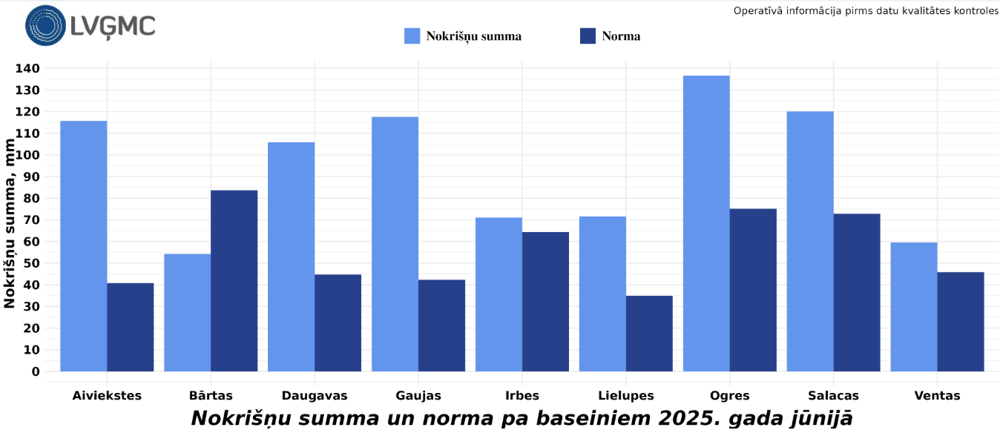 LVĢMC
Operatīvā informācija pirms datu kvalitātes kontroles
Nokrišņu summa
Norma
Nokrišņu summa, mm
140
130
120
110
100
90
80
70
60
50
40
30
20
10
0
Aiviekstes
Bārtas
Daugavas
Gaujas
Irbes
Lielupes
Ogres
Salacas
Ventas
Nokrišņu summa un norma pa baseiniem 2025. gada jūnijā